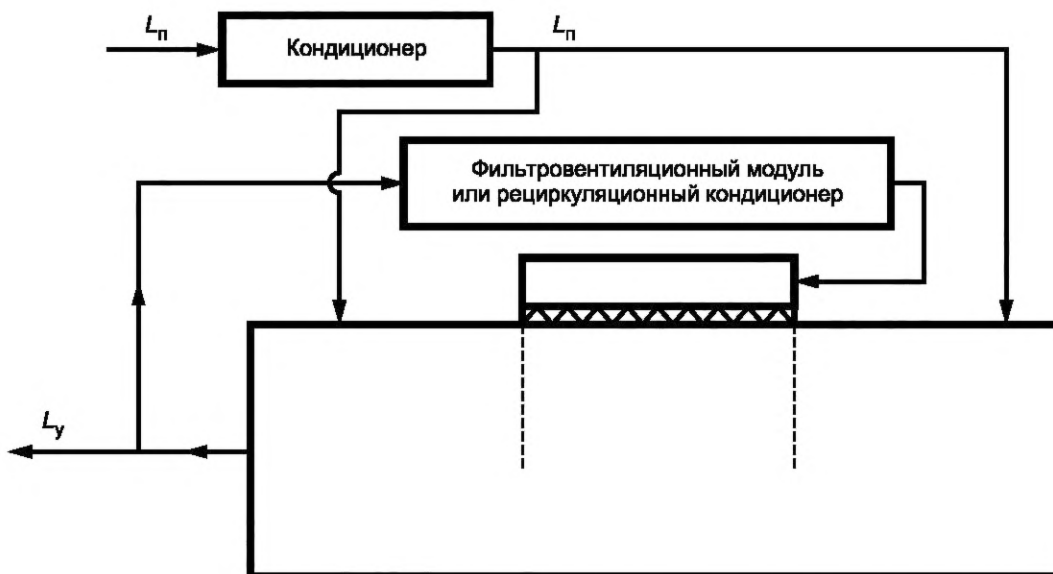 Lп
Lп
Кондиционер
Фильтровентиляционный модуль
или рециркуляционный кондиционер
Lу